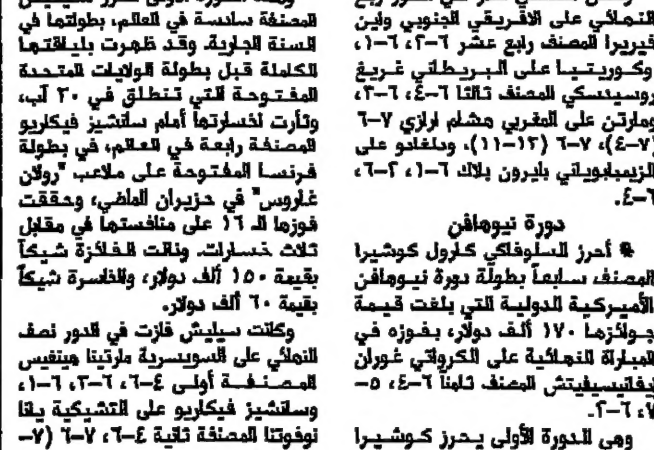 النهائي على الافريقي الجنوبي واين
فيريرا المصنف رابع عشر ٦-٢، ٦-١،
وكوريتيا على البريطاني غريغ
روسيدسكي المصنف ثالثا ٦-٤، ٦-٢،
ومارتن على المغربي هشام ارازي ٧-٦
(٧-٤)، ٧-٦ (١٣-١١)، ودلغادو على
الزيمبابوياني بايرون بلاك ٦-١، ٢-٦،
٦-٤.
دورة نيوهافن
أحرز السلوفاكي كارول كوشيرا
المصنف سابعاً بطولة دورة نيوهافن
الأميركية الدولية التي بلغت قيمة
جوائزها ١٧٠ ألف دولار، بفوزه في
المباراة النهائية على الكرواتي غوران
إيفانيسيفيتش المصنف ثامناً ٦-٤، ٥-
٧، ٦-٢.
وهي الدورة الأولى يحرز كوشيرا
المصنفة سادسة في العالم، بطولتها في
السنة الجارية. وقد ظهرت بلياقتها
الكاملة قبل بطولة الولايات المتحدة
المفتوحة التي تنطلق في ٣٠ آب،
وثأرت لخسارتها أمام سانشيز فيكاريو
المصنفة رابعة في العالم، في بطولة
فرنسا المفتوحة على ملاعب "رولان
غاروس" في حزيران الماضي، وحققت
فوزها الـ ١٦ على منافستها في مقابل
ثلاث خسارات. ونالت الفائزة شيكاً
بقيمة ١٥٠ ألف دولار، والخاسرة شيكاً
بقيمة ٦٠ ألف دولار.
وكانت سيليش فازت في الدور نصف
النهائي على السويسرية مارتينا هينغيس
المصنفة أولى ٤-٦، ٦-٣، ٦-١،
وسانشيز فيكاريو على التشيكية يانا
نوفوتنا المصنفة ثانية ٤-٦، ٧-٦ (٧-